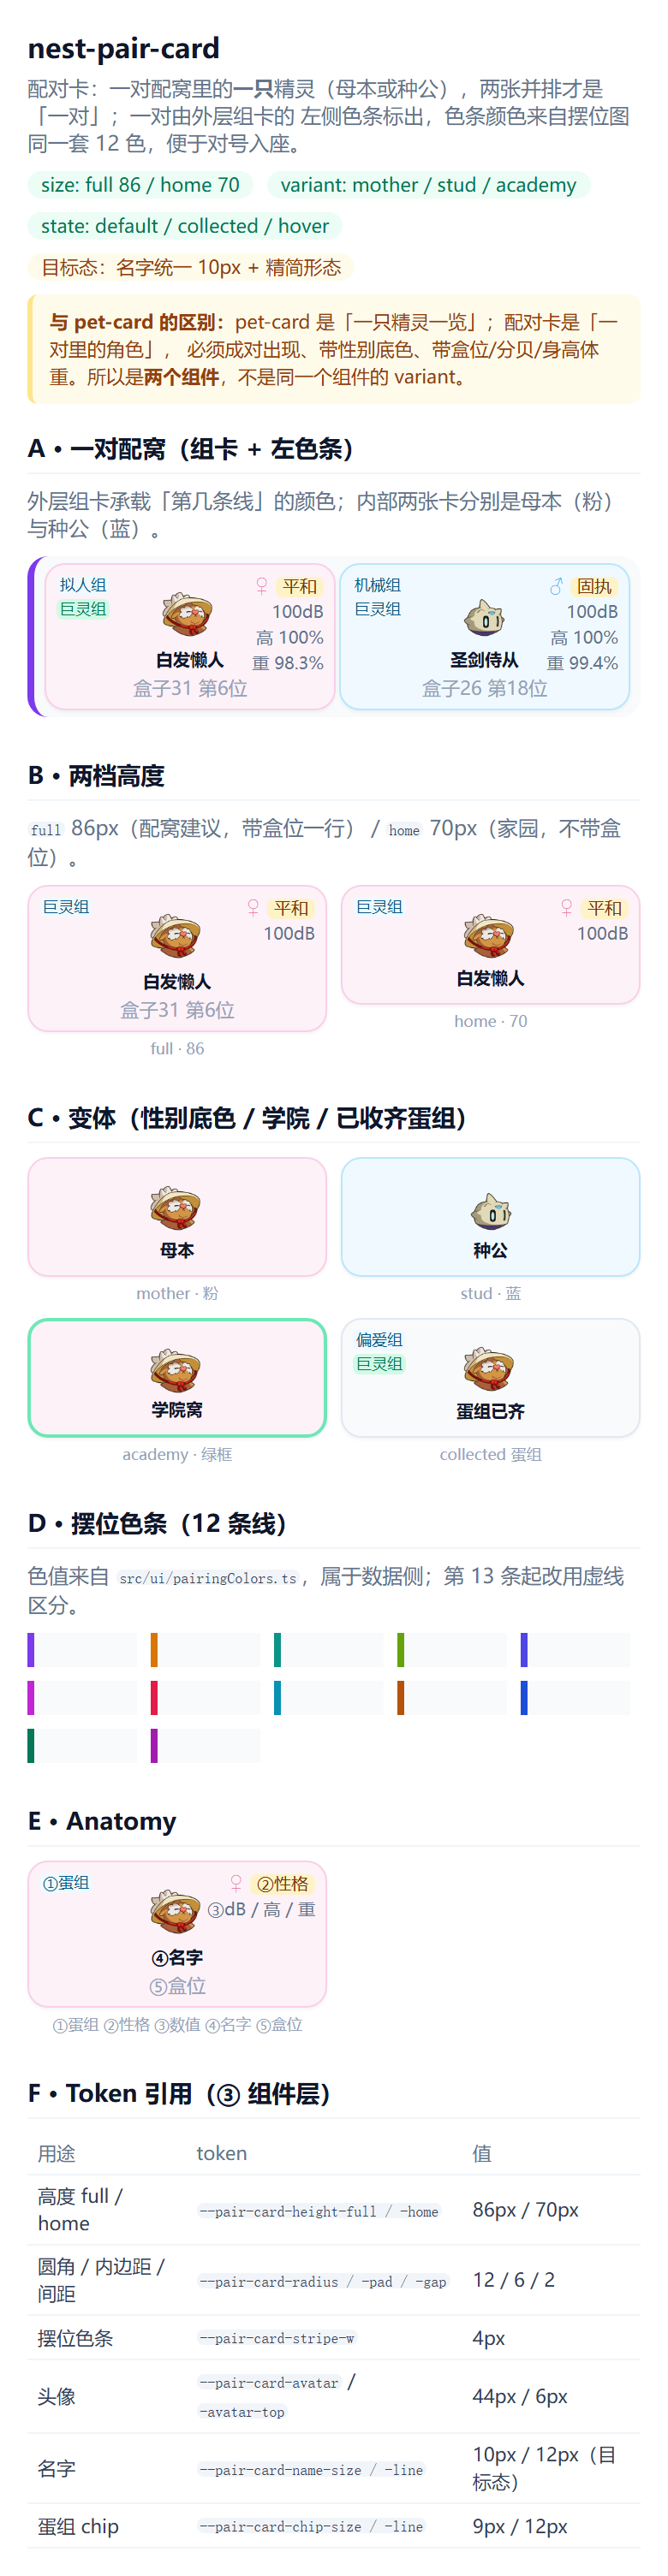 nest-pair-card
配对卡：一对配窝里的一只精灵（母本或种公），两张并排才是
「一对」；一对由外层组卡的 左侧色条标出，色条颜色来自摆位图
同一套 12 色，便于对号入座。
size: full 86 / home 70
variant: mother / stud / academy
state: default / collected / hover
目标态：名字统一 10px + 精简形态
与 pet-card 的区别：pet-card 是「一只精灵一览」；配对卡是「一
对里的角色」， 必须成对出现、带性别底色、带盒位/分贝/身高体
重。所以是两个组件，不是同一个组件的 variant。
A • 一对配窝（组卡 + 左色条）
外层组卡承载「第几条线」的颜色；内部两张卡分别是母本（粉）
与种公（蓝）。
拟人组
巨灵组
♀ 平和
100dB
高 100%
重 98.3%
白发懒人
盒子31 第6位
机械组
巨灵组
♂ 固执
100dB
高 100%
重 99.4%
圣剑侍从
盒子26 第18位
B • 两档高度
full 86px（配窝建议，带盒位一行） / home 70px（家园，不带盒
位）。
巨灵组
♀ 平和
100dB
白发懒人
盒子31 第6位
full · 86
巨灵组
♀ 平和
100dB
白发懒人
home · 70
C • 变体（性别底色 / 学院 / 已收齐蛋组）
母本
mother · 粉
种公
stud · 蓝
学院窝
academy · 绿框
偏爱组
巨灵组
蛋组已齐
collected 蛋组
D • 摆位色条（12 条线）
色值来自 src/ui/pairingColors.ts，属于数据侧；第 13 条起改用虚线
区分。
E • Anatomy
①蛋组
♀ ②性格
③dB / 高 / 重
④名字
⑤盒位
①蛋组 ②性格 ③数值 ④名字 ⑤盒位
F • Token 引用（③ 组件层）
用途 token 值
高度 full /
home
--pair-card-height-full / -home
86px / 70px
圆角 / 内边距 /
间距
--pair-card-radius / -pad / -gap
12 / 6 / 2
摆位色条
--pair-card-stripe-w
4px
头像
--pair-card-avatar /
-avatar-top
44px / 6px
名字
--pair-card-name-size / -line
10px / 12px（目
标态）
蛋组 chip
--pair-card-chip-size / -line
9px / 12px